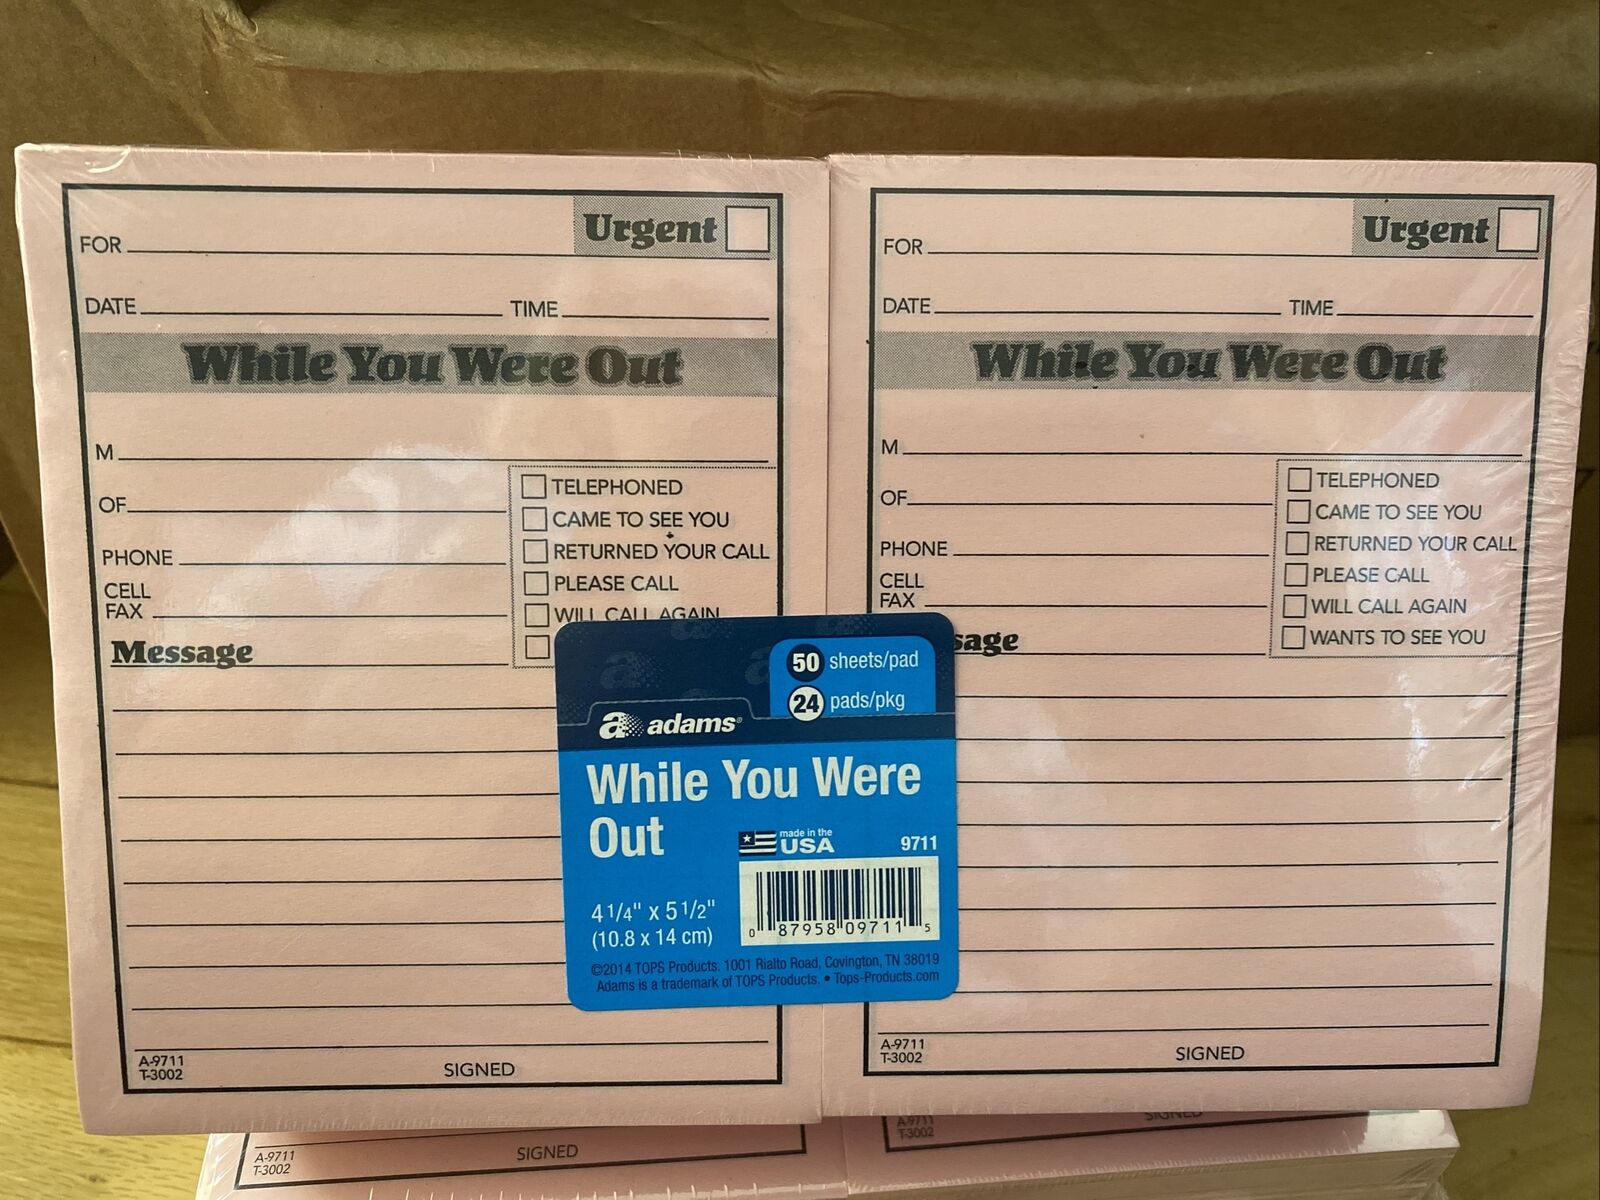 Urgent
FOR
DATE TIME
While You Were Out
M
OF
PHONE
CELL
FAX
TELEPHONED
CAME TO SEE YOU
RETURNED YOUR CALL
PLEASE CALL
WILL CALL AGAIN
Message
A-9711
T-3002
SIGNED
Urgent
FOR
DATE TIME
While You Were Out
M
OF
PHONE
CELL
FAX
TELEPHONED
CAME TO SEE YOU
RETURNED YOUR CALL
PLEASE CALL
WILL CALL AGAIN
WANTS TO SEE YOU
sage
A-9711
T-3002
SIGNED
50 sheets/pad
24 pads/pkg
a adams®
While You Were
Out
made in the
USA
9711
4 1/4" x 5 1/2"
(10.8 x 14 cm)
0 87958 09711 5
©2014 TOPS Products. 1001 Rialto Road, Covington, TN 38019
Adams is a trademark of TOPS Products. • Tops-Products.com
A-9711
T-3002
SIGNED
A-9711
T-3002
SIGNED